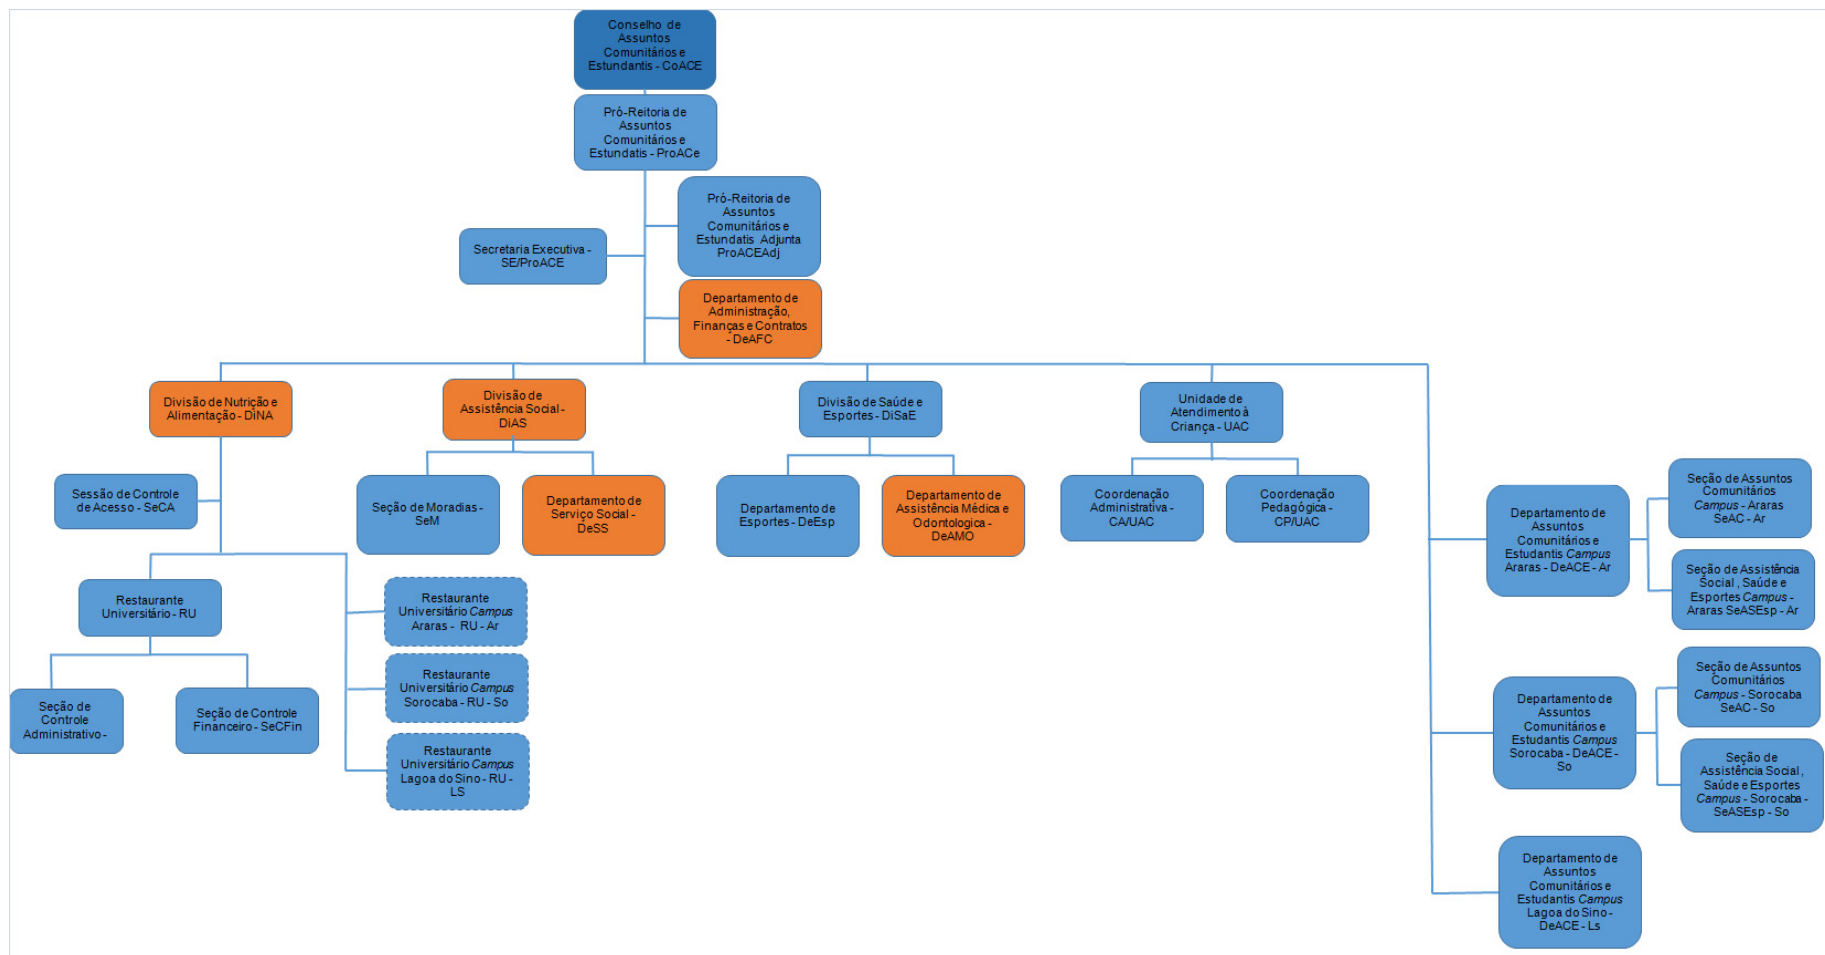 Conselho de
Assuntos
Comunitários e
Estundantis - CoACE
Pró-Reitoria de
Assuntos
Comunitários e
Estundatis - ProACe
Pró-Reitoria de
Assuntos
Comunitários e
Estundatis Adjunta
ProACEAdj
Secretaria Executiva -
SE/ProACE
Departamento de
Administração,
Finanças e Contratos
- DeAFC
Divisão de Nutrição e
Alimentação - DiNA
Divisão de
Assistência Social -
DiAS
Divisão de Saúde e
Esportes - DiSaE
Unidade de
Atendimento à
Criança - UAC
Sessão de Controle
de Acesso - SeCA
Seção de Moradias -
SeM
Departamento de
Serviço Social -
DeSS
Departamento de
Esportes - DeEsp
Departamento de
Assistência Médica e
Odontologica -
DeAMO
Coordenação
Administrativa -
CA/UAC
Coordenação
Pedagógica -
CP/UAC
Departamento de
Assuntos
Comunitários e
Estudantis Campus
Araras - DeACE - Ar
Seção de Assuntos
Comunitários
Campus - Araras
SeAC - Ar
Seção de Assistência
Social , Saúde e
Esportes Campus -
Araras SeASEsp - Ar
Restaurante
Universitário - RU
Restaurante
Universitário Campus
Araras - RU - Ar
Restaurante
Universitário Campus
Sorocaba - RU - So
Restaurante
Universitário Campus
Lagoa do Sino - RU -
LS
Seção de
Controle
Administrativo -
Seção de Controle
Financeiro - SeCFin
Departamento de
Assuntos
Comunitários e
Estudantis Campus
Sorocaba - DeACE -
So
Seção de Assuntos
Comunitários
Campus - Sorocaba
SeAC - So
Seção de
Assistência Social ,
Saúde e Esportes
Campus - Sorocaba -
SeASEsp - So
Departamento de
Assuntos
Comunitários e
Estudantis Campus
Lagoa do Sino -
DeACE - Ls